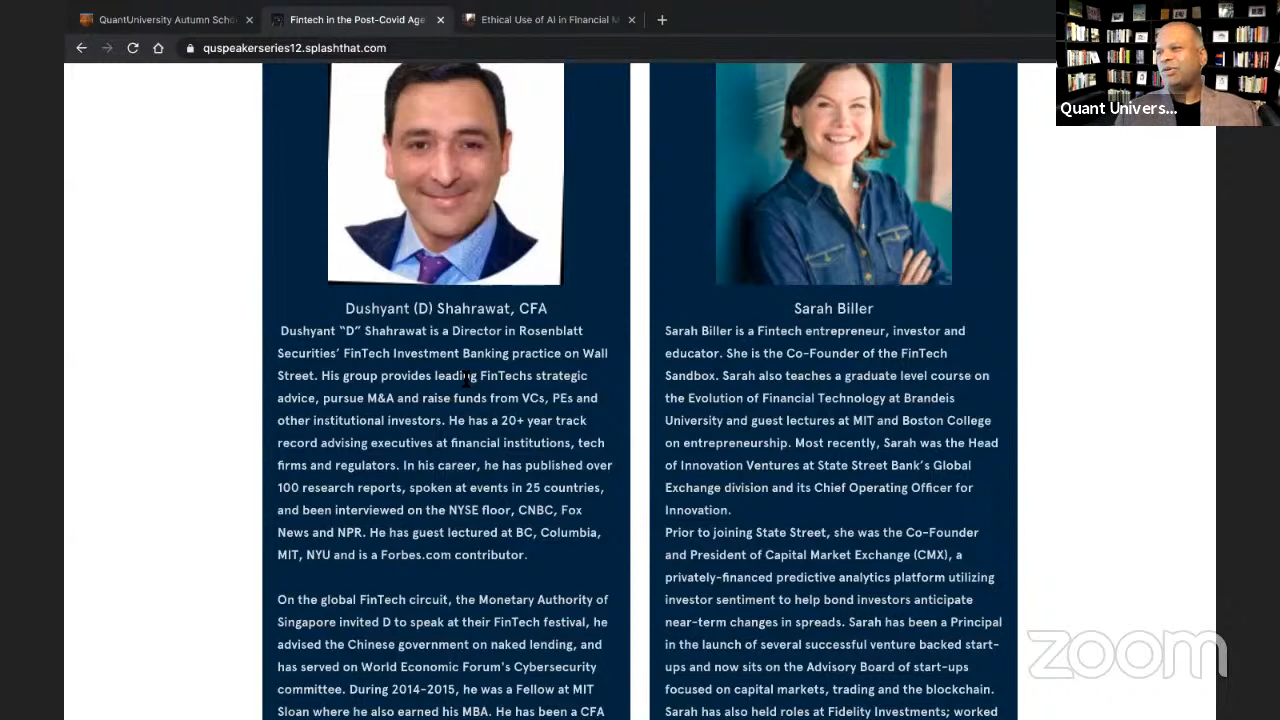 QuantUniversity Autumn Scho
Fintech in the Post-Covid Age
Ethical Use of AI in Financial M
quspeakerseries12.splashthat.com
Quant Univers...
Dushyant (D) Shahrawat, CFA
Dushyant “D” Shahrawat is a Director in Rosenblatt
Securities’ FinTech Investment Banking practice on Wall
Street. His group provides leading FinTechs strategic
advice, pursue M&A and raise funds from VCs, PEs and
other institutional investors. He has a 20+ year track
record advising executives at financial institutions, tech
firms and regulators. In his career, he has published over
100 research reports, spoken at events in 25 countries,
and been interviewed on the NYSE floor, CNBC, Fox
News and NPR. He has guest lectured at BC, Columbia,
MIT, NYU and is a Forbes.com contributor.
On the global FinTech circuit, the Monetary Authority of
Singapore invited D to speak at their FinTech festival, he
advised the Chinese government on naked lending, and
has served on World Economic Forum's Cybersecurity
committee. During 2014-2015, he was a Fellow at MIT
Sloan where he also earned his MBA. He has been a CFA
Sarah Biller
Sarah Biller is a Fintech entrepreneur, investor and
educator. She is the Co-Founder of the FinTech
Sandbox. Sarah also teaches a graduate level course on
the Evolution of Financial Technology at Brandeis
University and guest lectures at MIT and Boston College
on entrepreneurship. Most recently, Sarah was the Head
of Innovation Ventures at State Street Bank’s Global
Exchange division and its Chief Operating Officer for
Innovation.
Prior to joining State Street, she was the Co-Founder
and President of Capital Market Exchange (CMX), a
privately-financed predictive analytics platform utilizing
investor sentiment to help bond investors anticipate
near-term changes in spreads. Sarah has been a Principal
in the launch of several successful venture backed start-
ups and now sits on the Advisory Board of start-ups
focused on capital markets, trading and the blockchain.
Sarah has also held roles at Fidelity Investments; worked
zoom